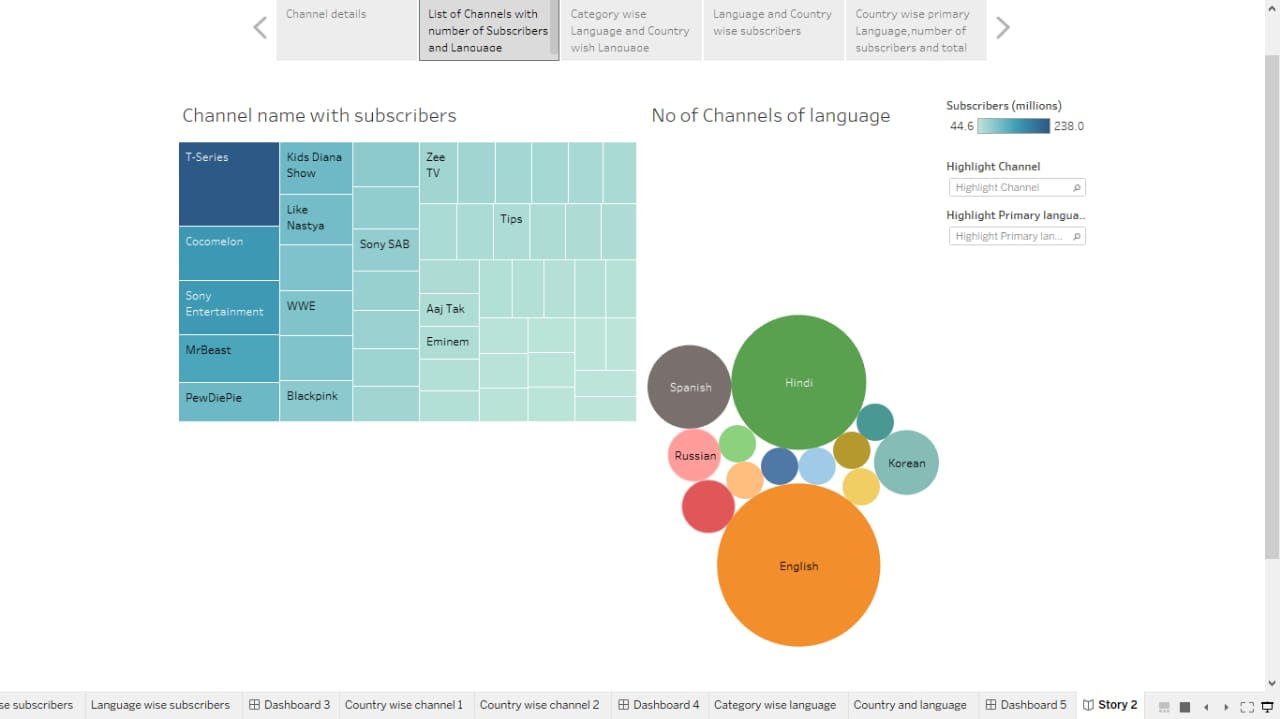 Channel details
List of Channels with
number of Subscribers
and Language
Category wise
Language and Country
wish Language
Language and Country
wise subscribers
Country wise primary
Language,number of
subscribers and total
Channel name with subscribers
No of Channels of language
Subscribers (millions)
44.6
238.0
Highlight Channel
Highlight Channel
Highlight Primary langua..
Highlight Primary lan...
T-Series
Cocomelon
Sony
Entertainment
MrBeast
PewDiePie
Kids Diana
Show
Like
Nastya
WWE
Blackpink
Sony SAB
Zee
TV
Tips
Aaj Tak
Eminem
Spanish
Hindi
Russian
Korean
English
se subscribers
Language wise subscribers
Dashboard 3
Country wise channel 1
Country wise channel 2
Dashboard 4
Category wise language
Country and language
Dashboard 5
Story 2